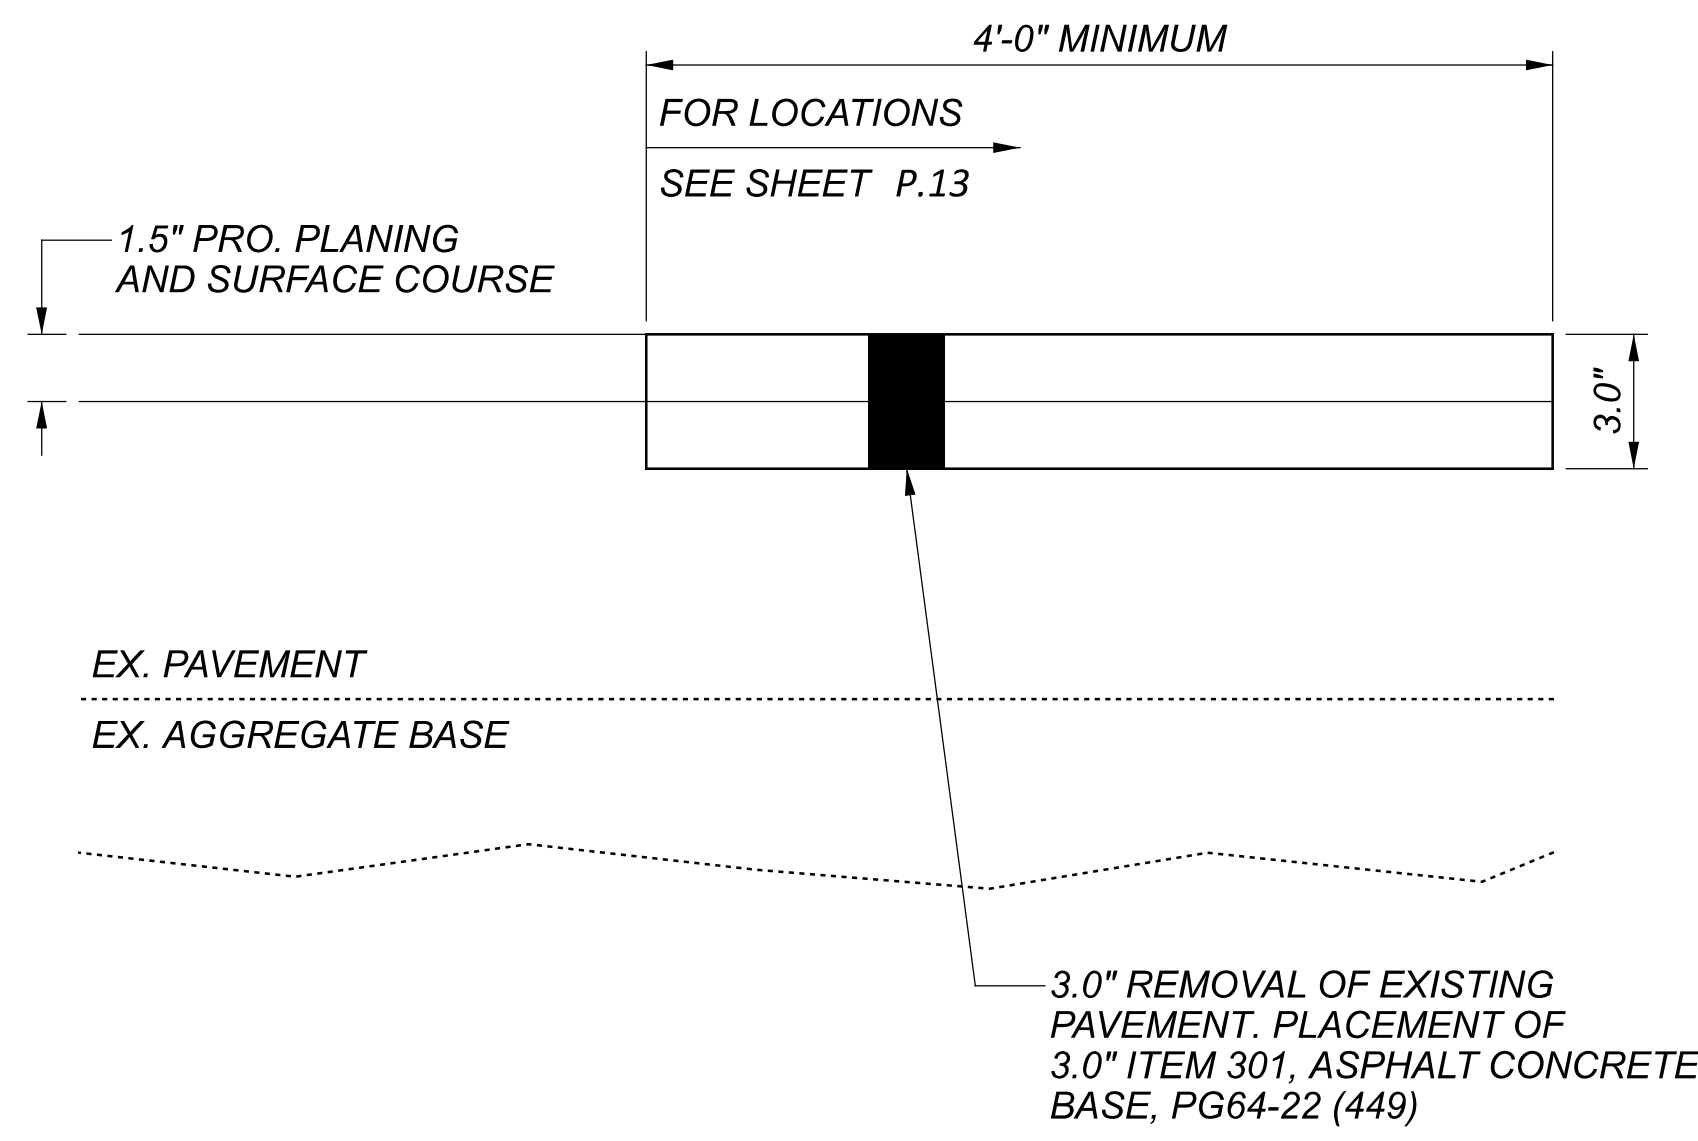 4'-0" MINIMUM
FOR LOCATIONS
SEE SHEET P.13
1.5" PRO. PLANING
AND SURFACE COURSE
3.0"
EX. PAVEMENT
EX. AGGREGATE BASE
3.0" REMOVAL OF EXISTING
PAVEMENT. PLACEMENT OF
3.0" ITEM 301, ASPHALT CONCRETE
BASE, PG64-22 (449)